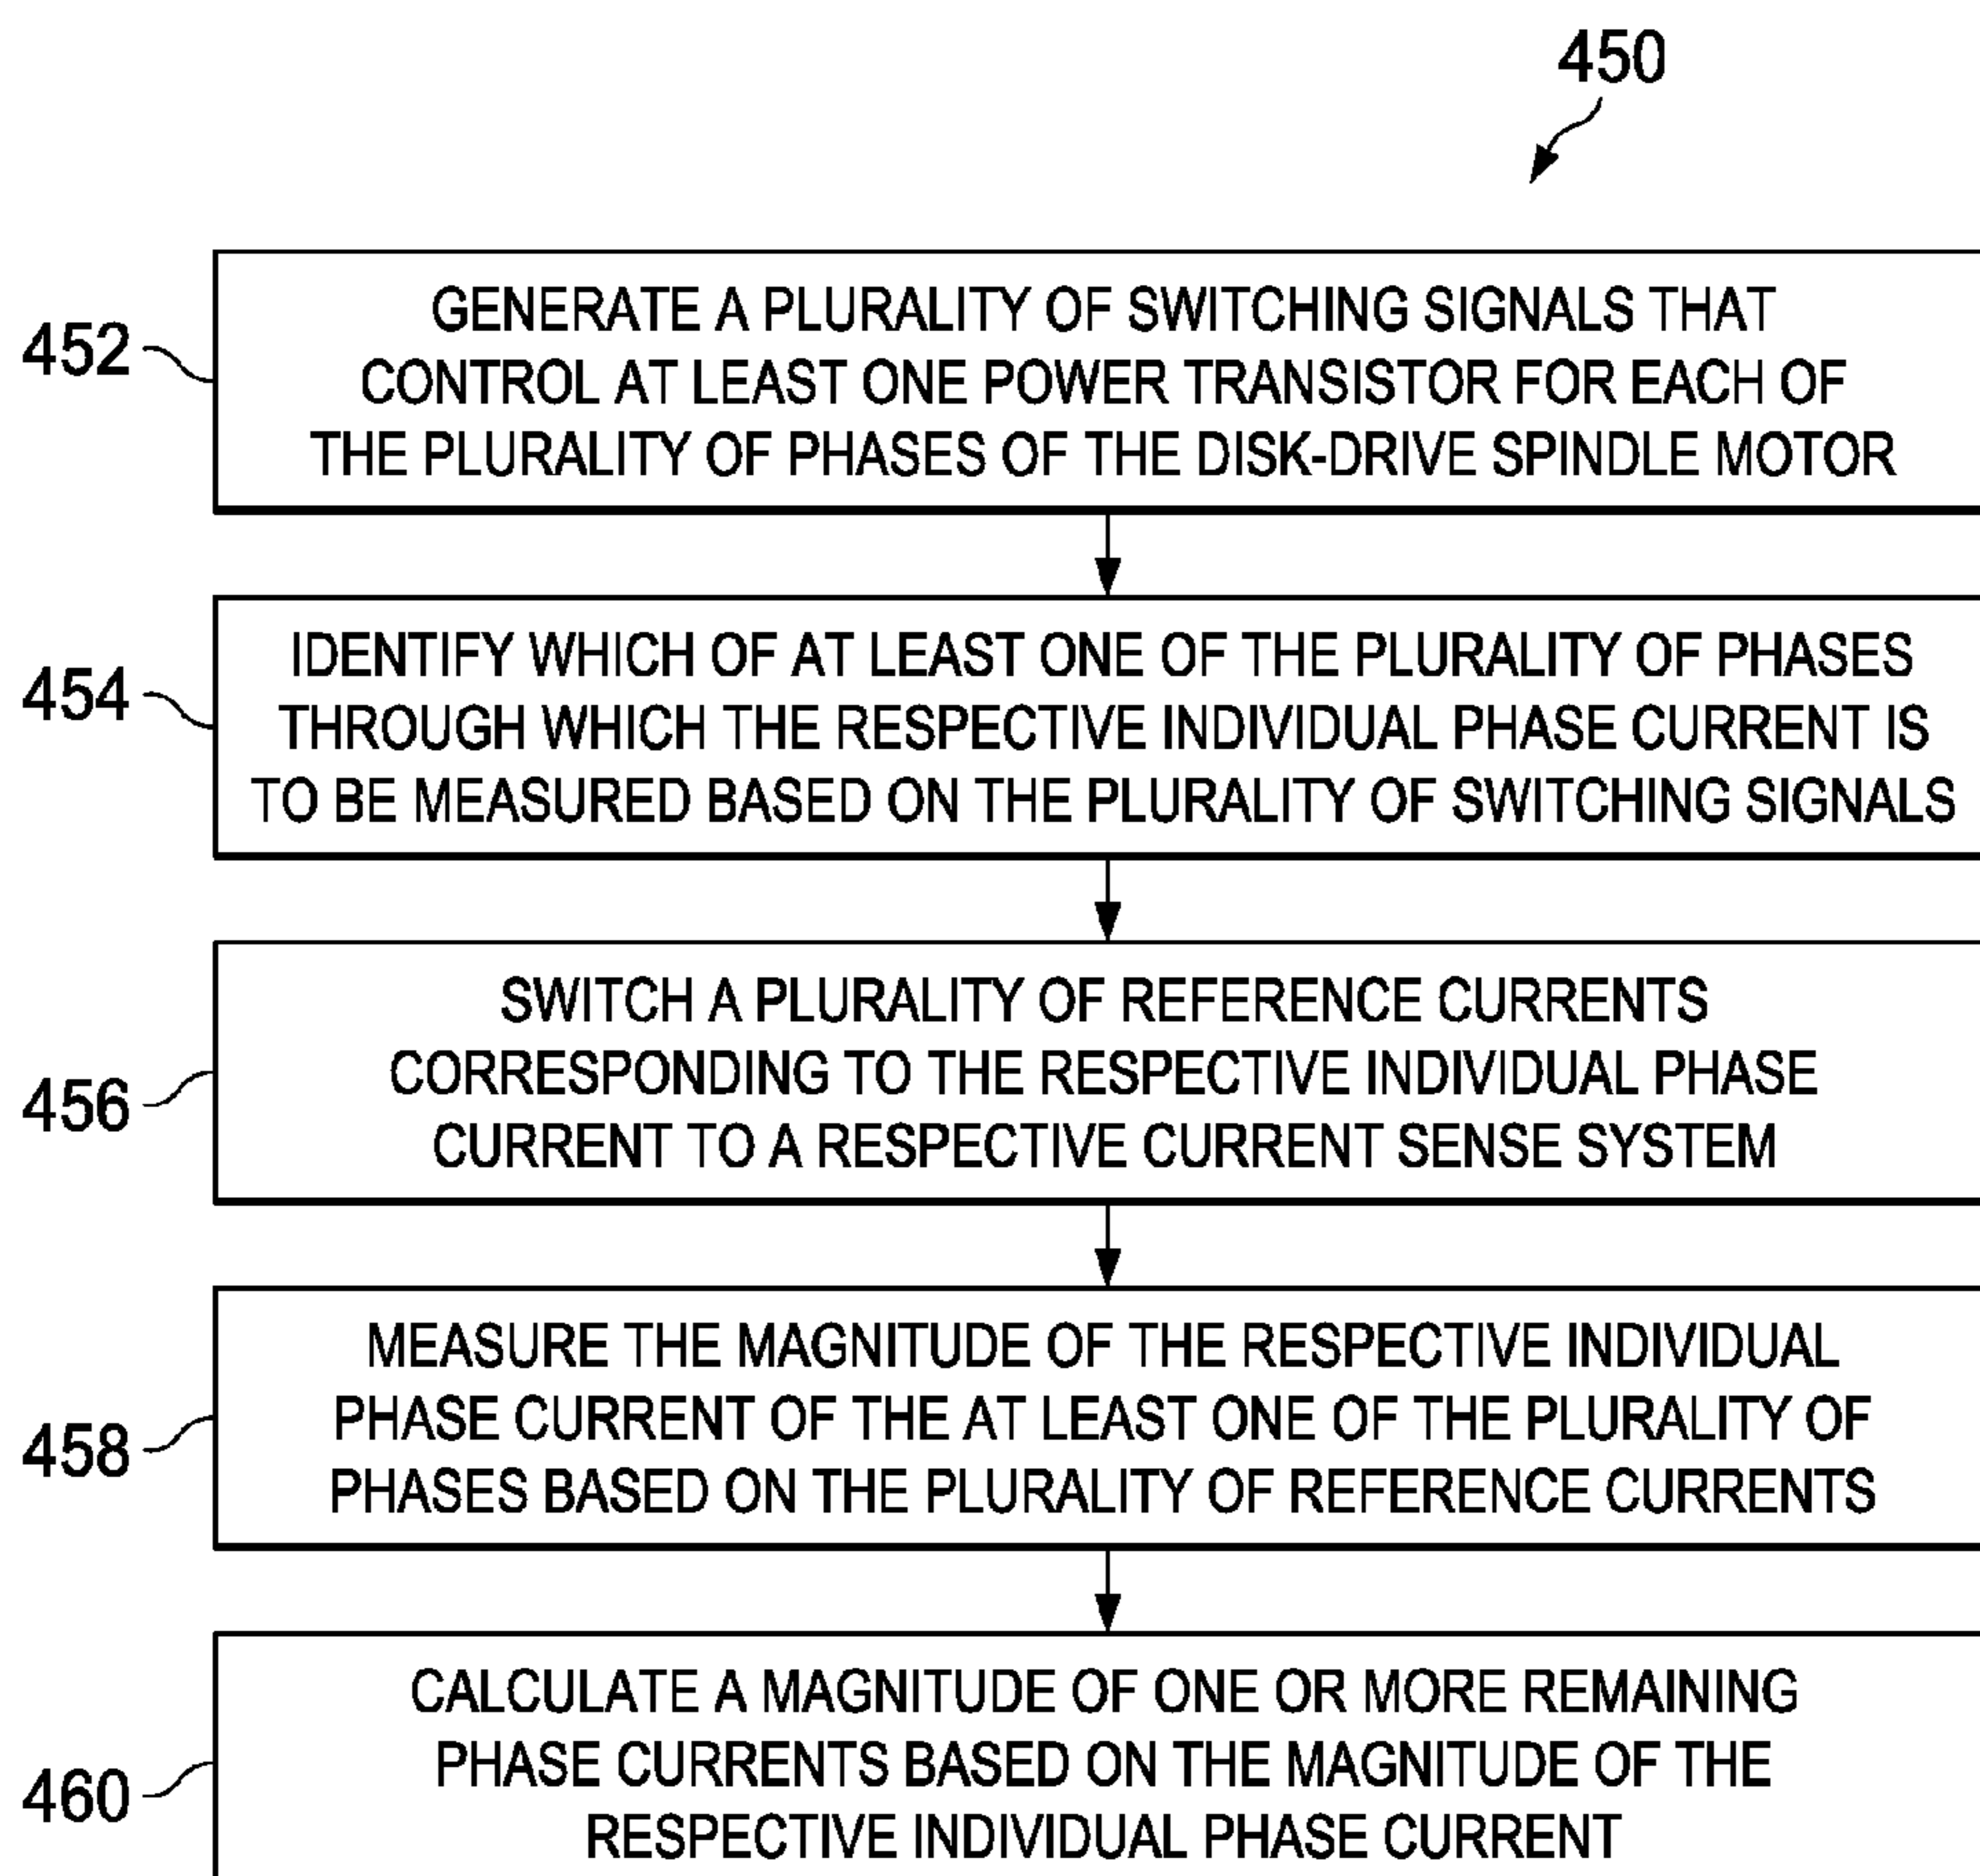 450
452
GENERATE A PLURALITY OF SWITCHING SIGNALS THAT
CONTROL AT LEAST ONE POWER TRANSISTOR FOR EACH OF
THE PLURALITY OF PHASES OF THE DISK-DRIVE SPINDLE MOTOR
454
IDENTIFY WHICH OF AT LEAST ONE OF THE PLURALITY OF PHASES
THROUGH WHICH THE RESPECTIVE INDIVIDUAL PHASE CURRENT IS
TO BE MEASURED BASED ON THE PLURALITY OF SWITCHING SIGNALS
456
SWITCH A PLURALITY OF REFERENCE CURRENTS
CORRESPONDING TO THE RESPECTIVE INDIVIDUAL PHASE
CURRENT TO A RESPECTIVE CURRENT SENSE SYSTEM
458
MEASURE THE MAGNITUDE OF THE RESPECTIVE INDIVIDUAL
PHASE CURRENT OF THE AT LEAST ONE OF THE PLURALITY OF
PHASES BASED ON THE PLURALITY OF REFERENCE CURRENTS
460
CALCULATE A MAGNITUDE OF ONE OR MORE REMAINING
PHASE CURRENTS BASED ON THE MAGNITUDE OF THE
RESPECTIVE INDIVIDUAL PHASE CURRENT